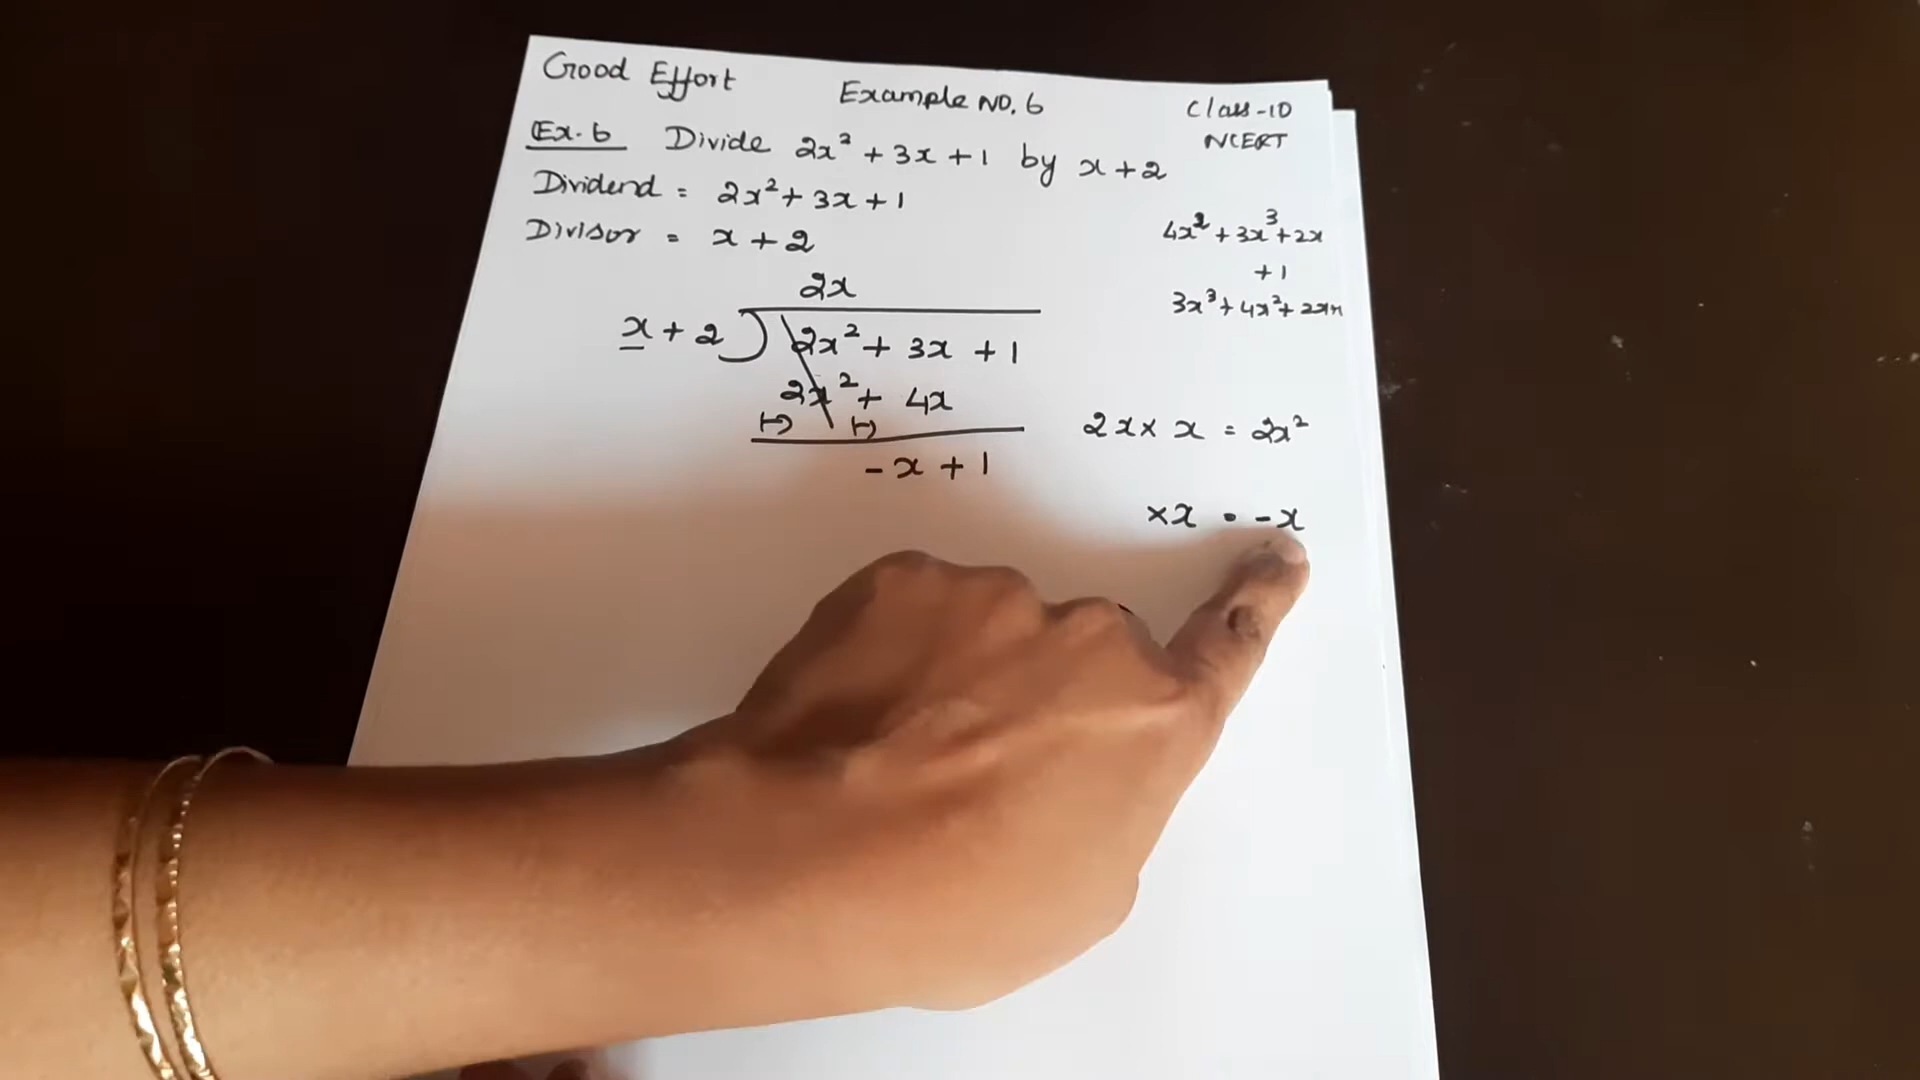 Good Effort Example NO. 6 Class-10
NCERT
Ex. 6 Divide 2x² + 3x + 1 by x + 2
Dividend = 2x² + 3x + 1
Divisor = x + 2
4x² + 3x³ + 2x
+ 1
3x³ + 4x² + 2x+1
2x
x + 2 ) 2x² + 3x + 1
2x² + 4x
(-) (-)
- x + 1
2x × x = 2x²
× x = -x